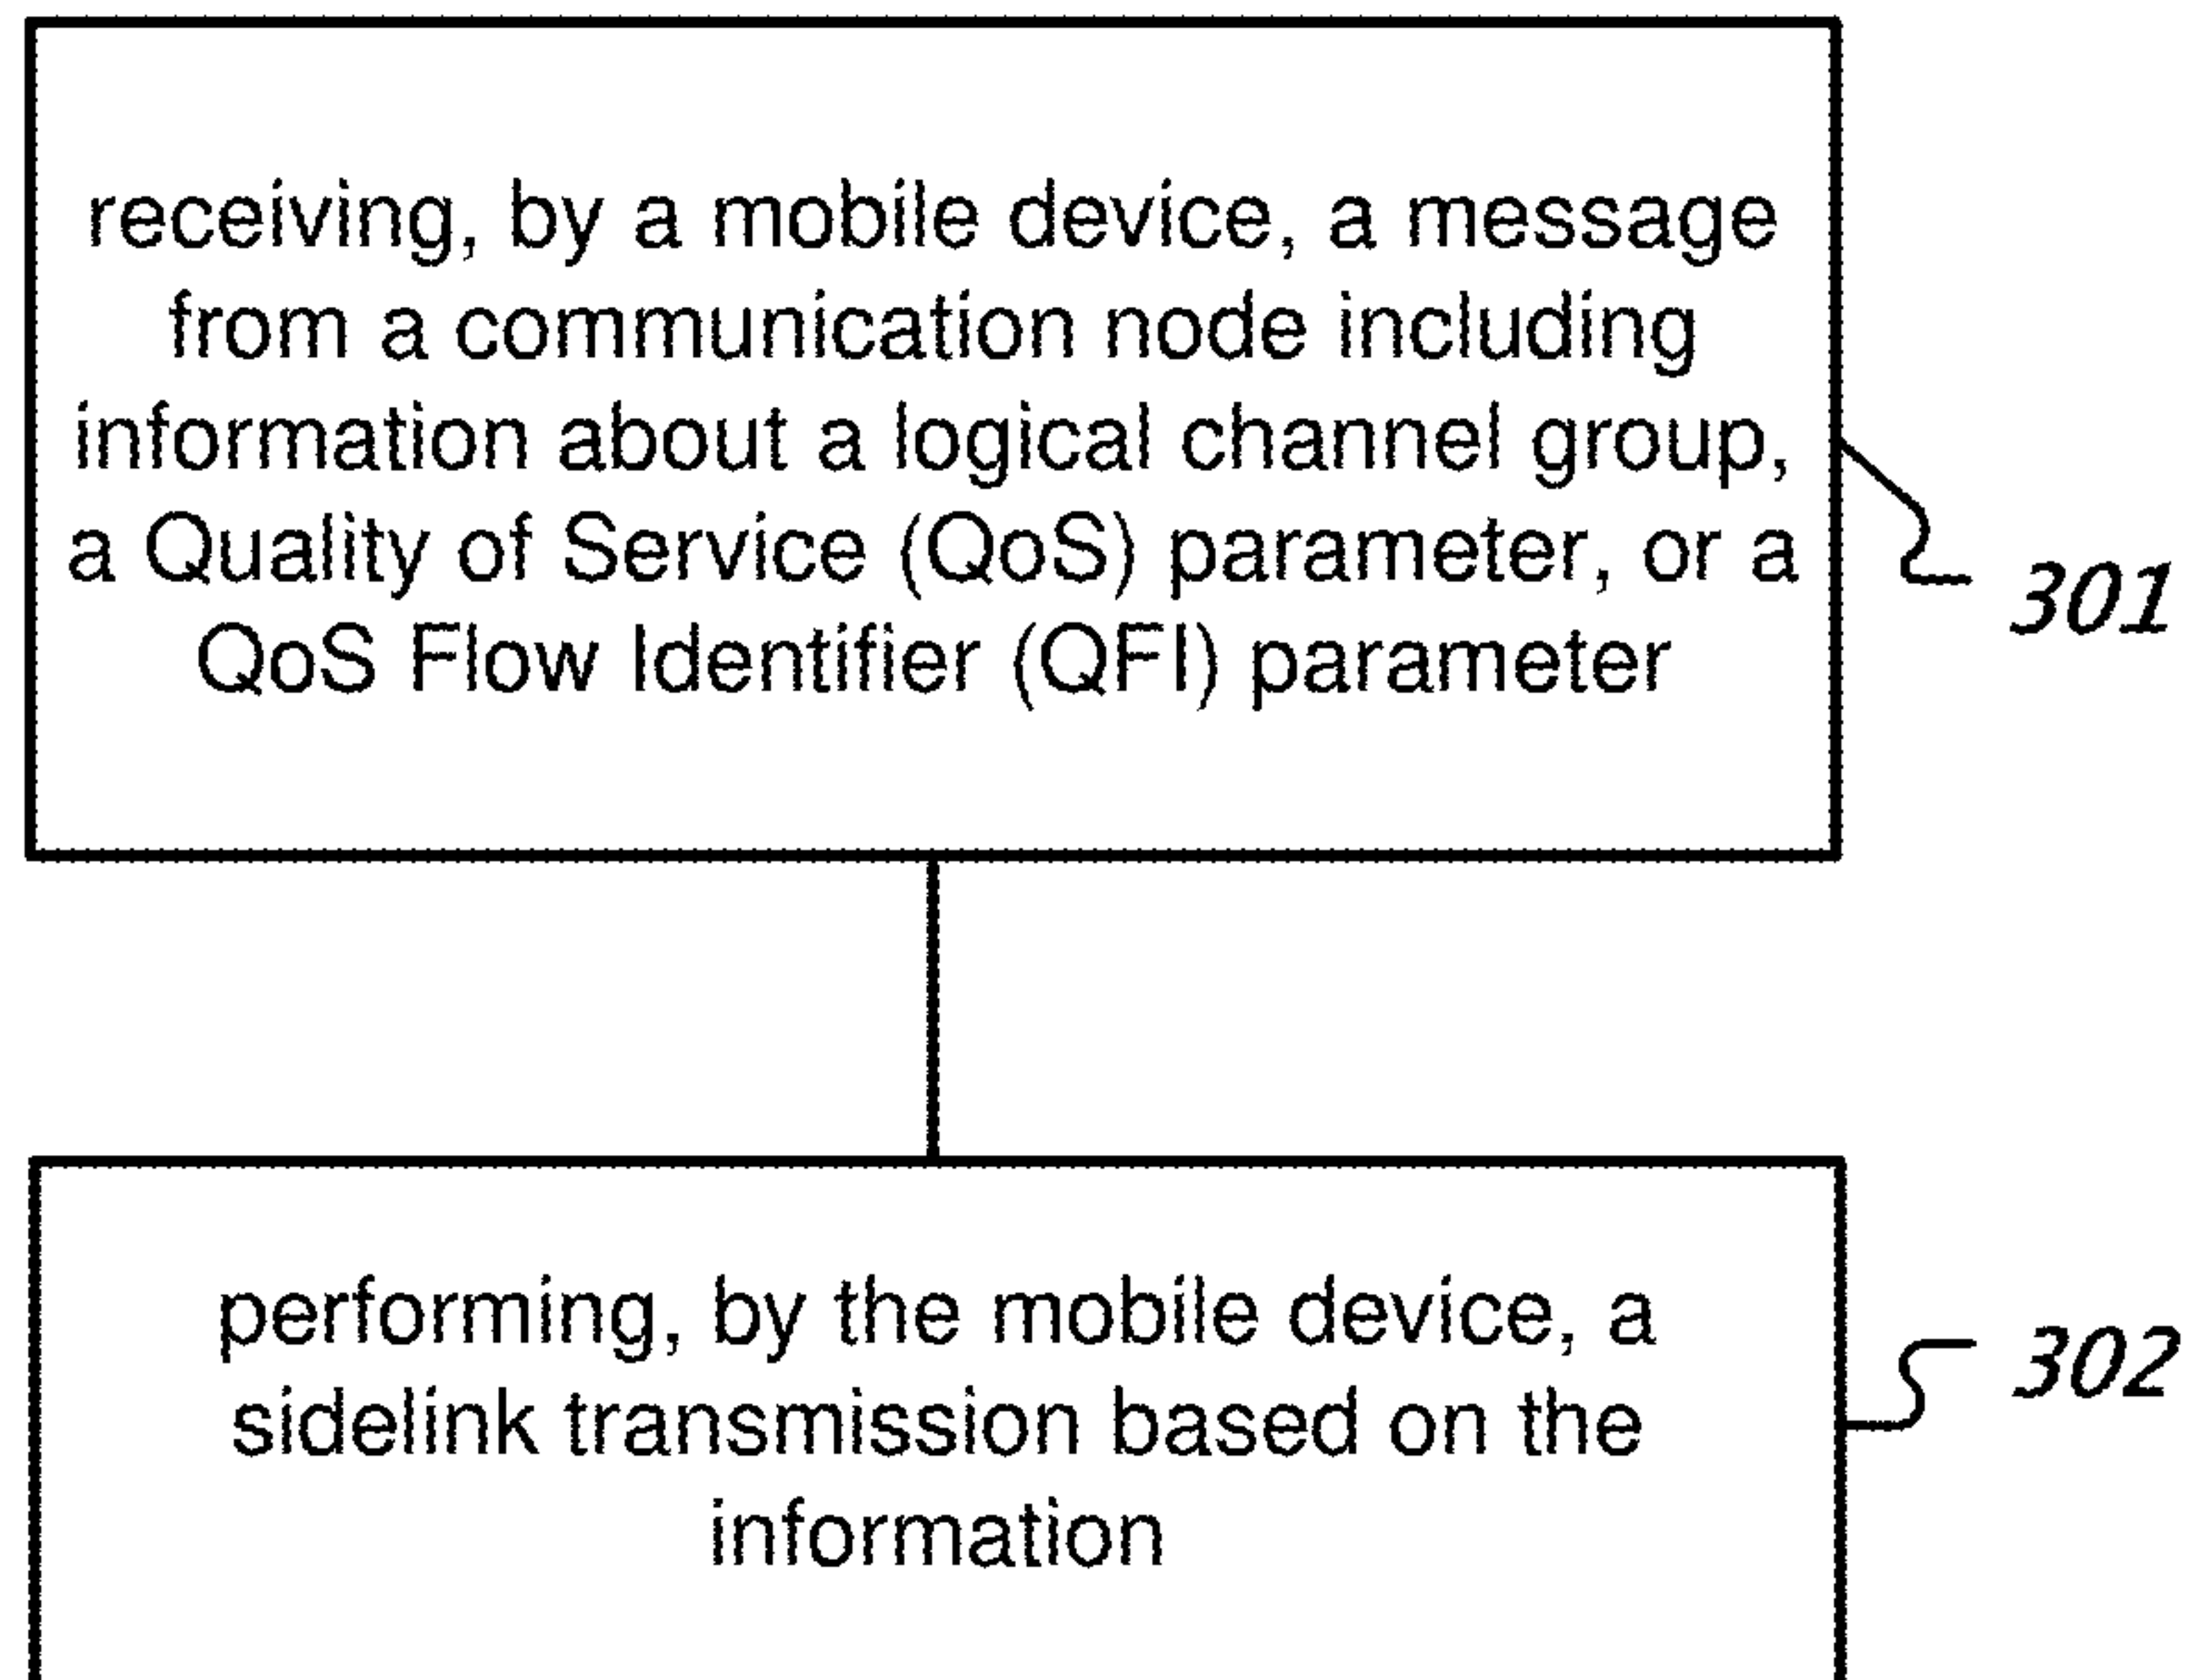 receiving, by a mobile device, a message
from a communication node including
information about a logical channel group,
a Quality of Service (QoS) parameter, or a
QoS Flow Identifier (QFI) parameter
301
performing, by the mobile device, a
sidelink transmission based on the
information
302